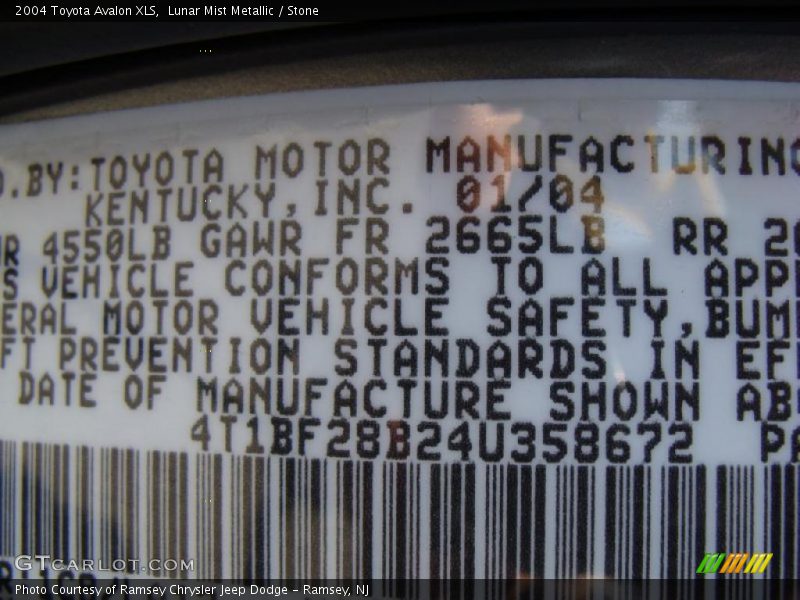 2004 Toyota Avalon XLS,  Lunar Mist Metallic / Stone
.BY:TOYOTA MOTOR MANUFACTURING
KENTUCKY,INC. 01/04
4550LB GAWR FR 2665LB RR
VEHICLE CONFORMS TO ALL APP
ERAL MOTOR VEHICLE SAFETY,BUM
FT PREVENTION STANDARDS IN EF
DATE OF MANUFACTURE SHOWN AB
4T1BF28B24U358672 PA
GTCARLOT.COM
Photo Courtesy of Ramsey Chrysler Jeep Dodge - Ramsey, NJ